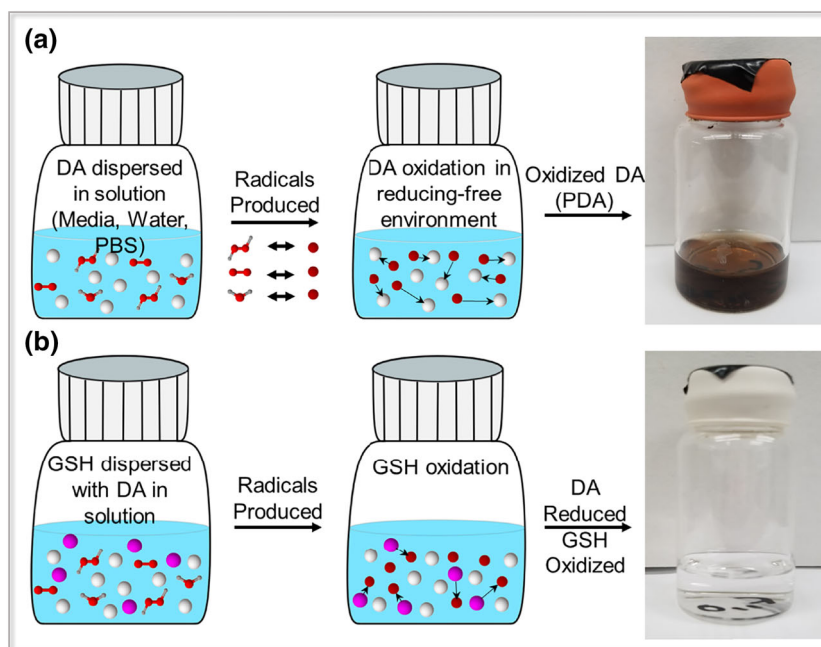 (a)
DA dispersed
in solution
(Media, Water,
PBS)
Radicals
Produced
DA oxidation in
reducing-free
environment
Oxidized DA
(PDA)
(b)
GSH dispersed
with DA in
solution
Radicals
Produced
GSH oxidation
DA
Reduced
GSH
Oxidized